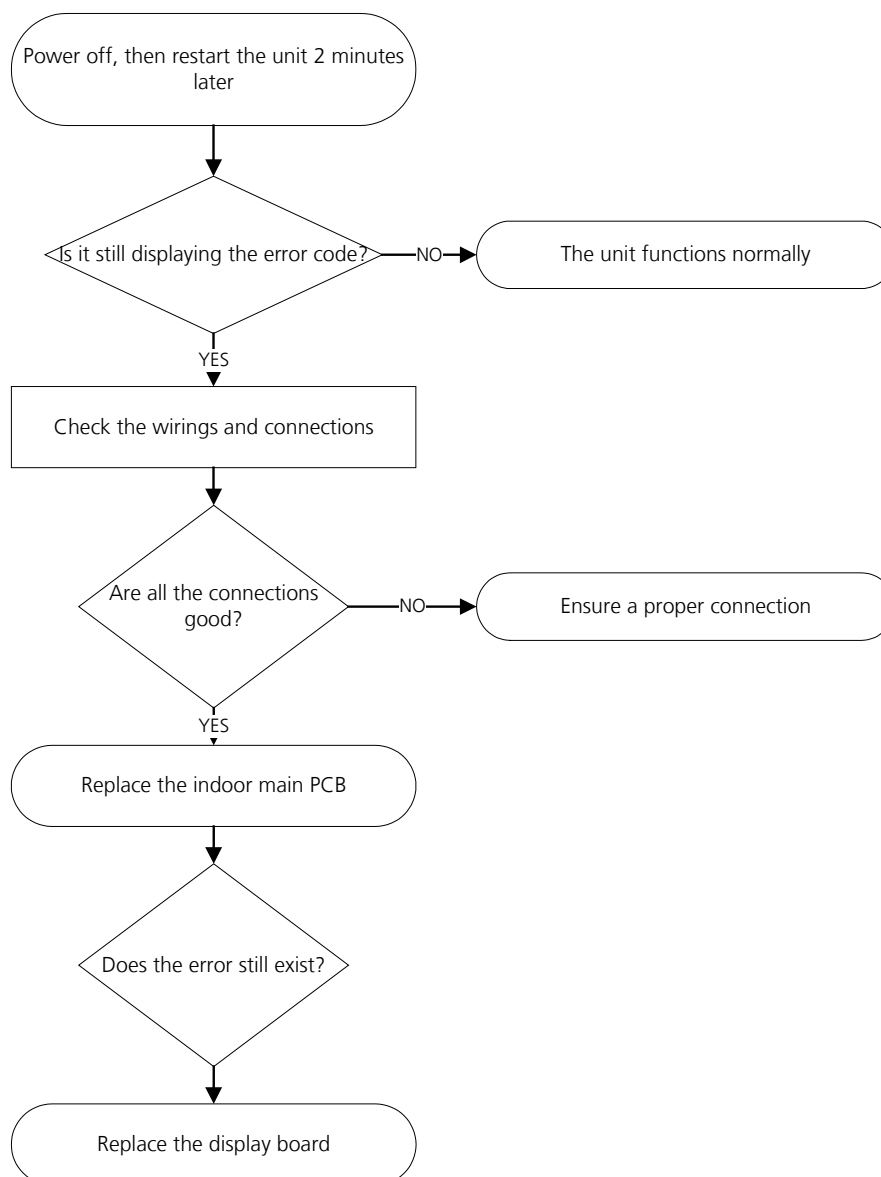 Power off, then restart the unit 2 minutes
later
Is it still displaying the error code?
NO
The unit functions normally
YES
Check the wirings and connections
Are all the connections
good?
NO
Ensure a proper connection
YES
Replace the indoor main PCB
Does the error still exist?
Replace the display board